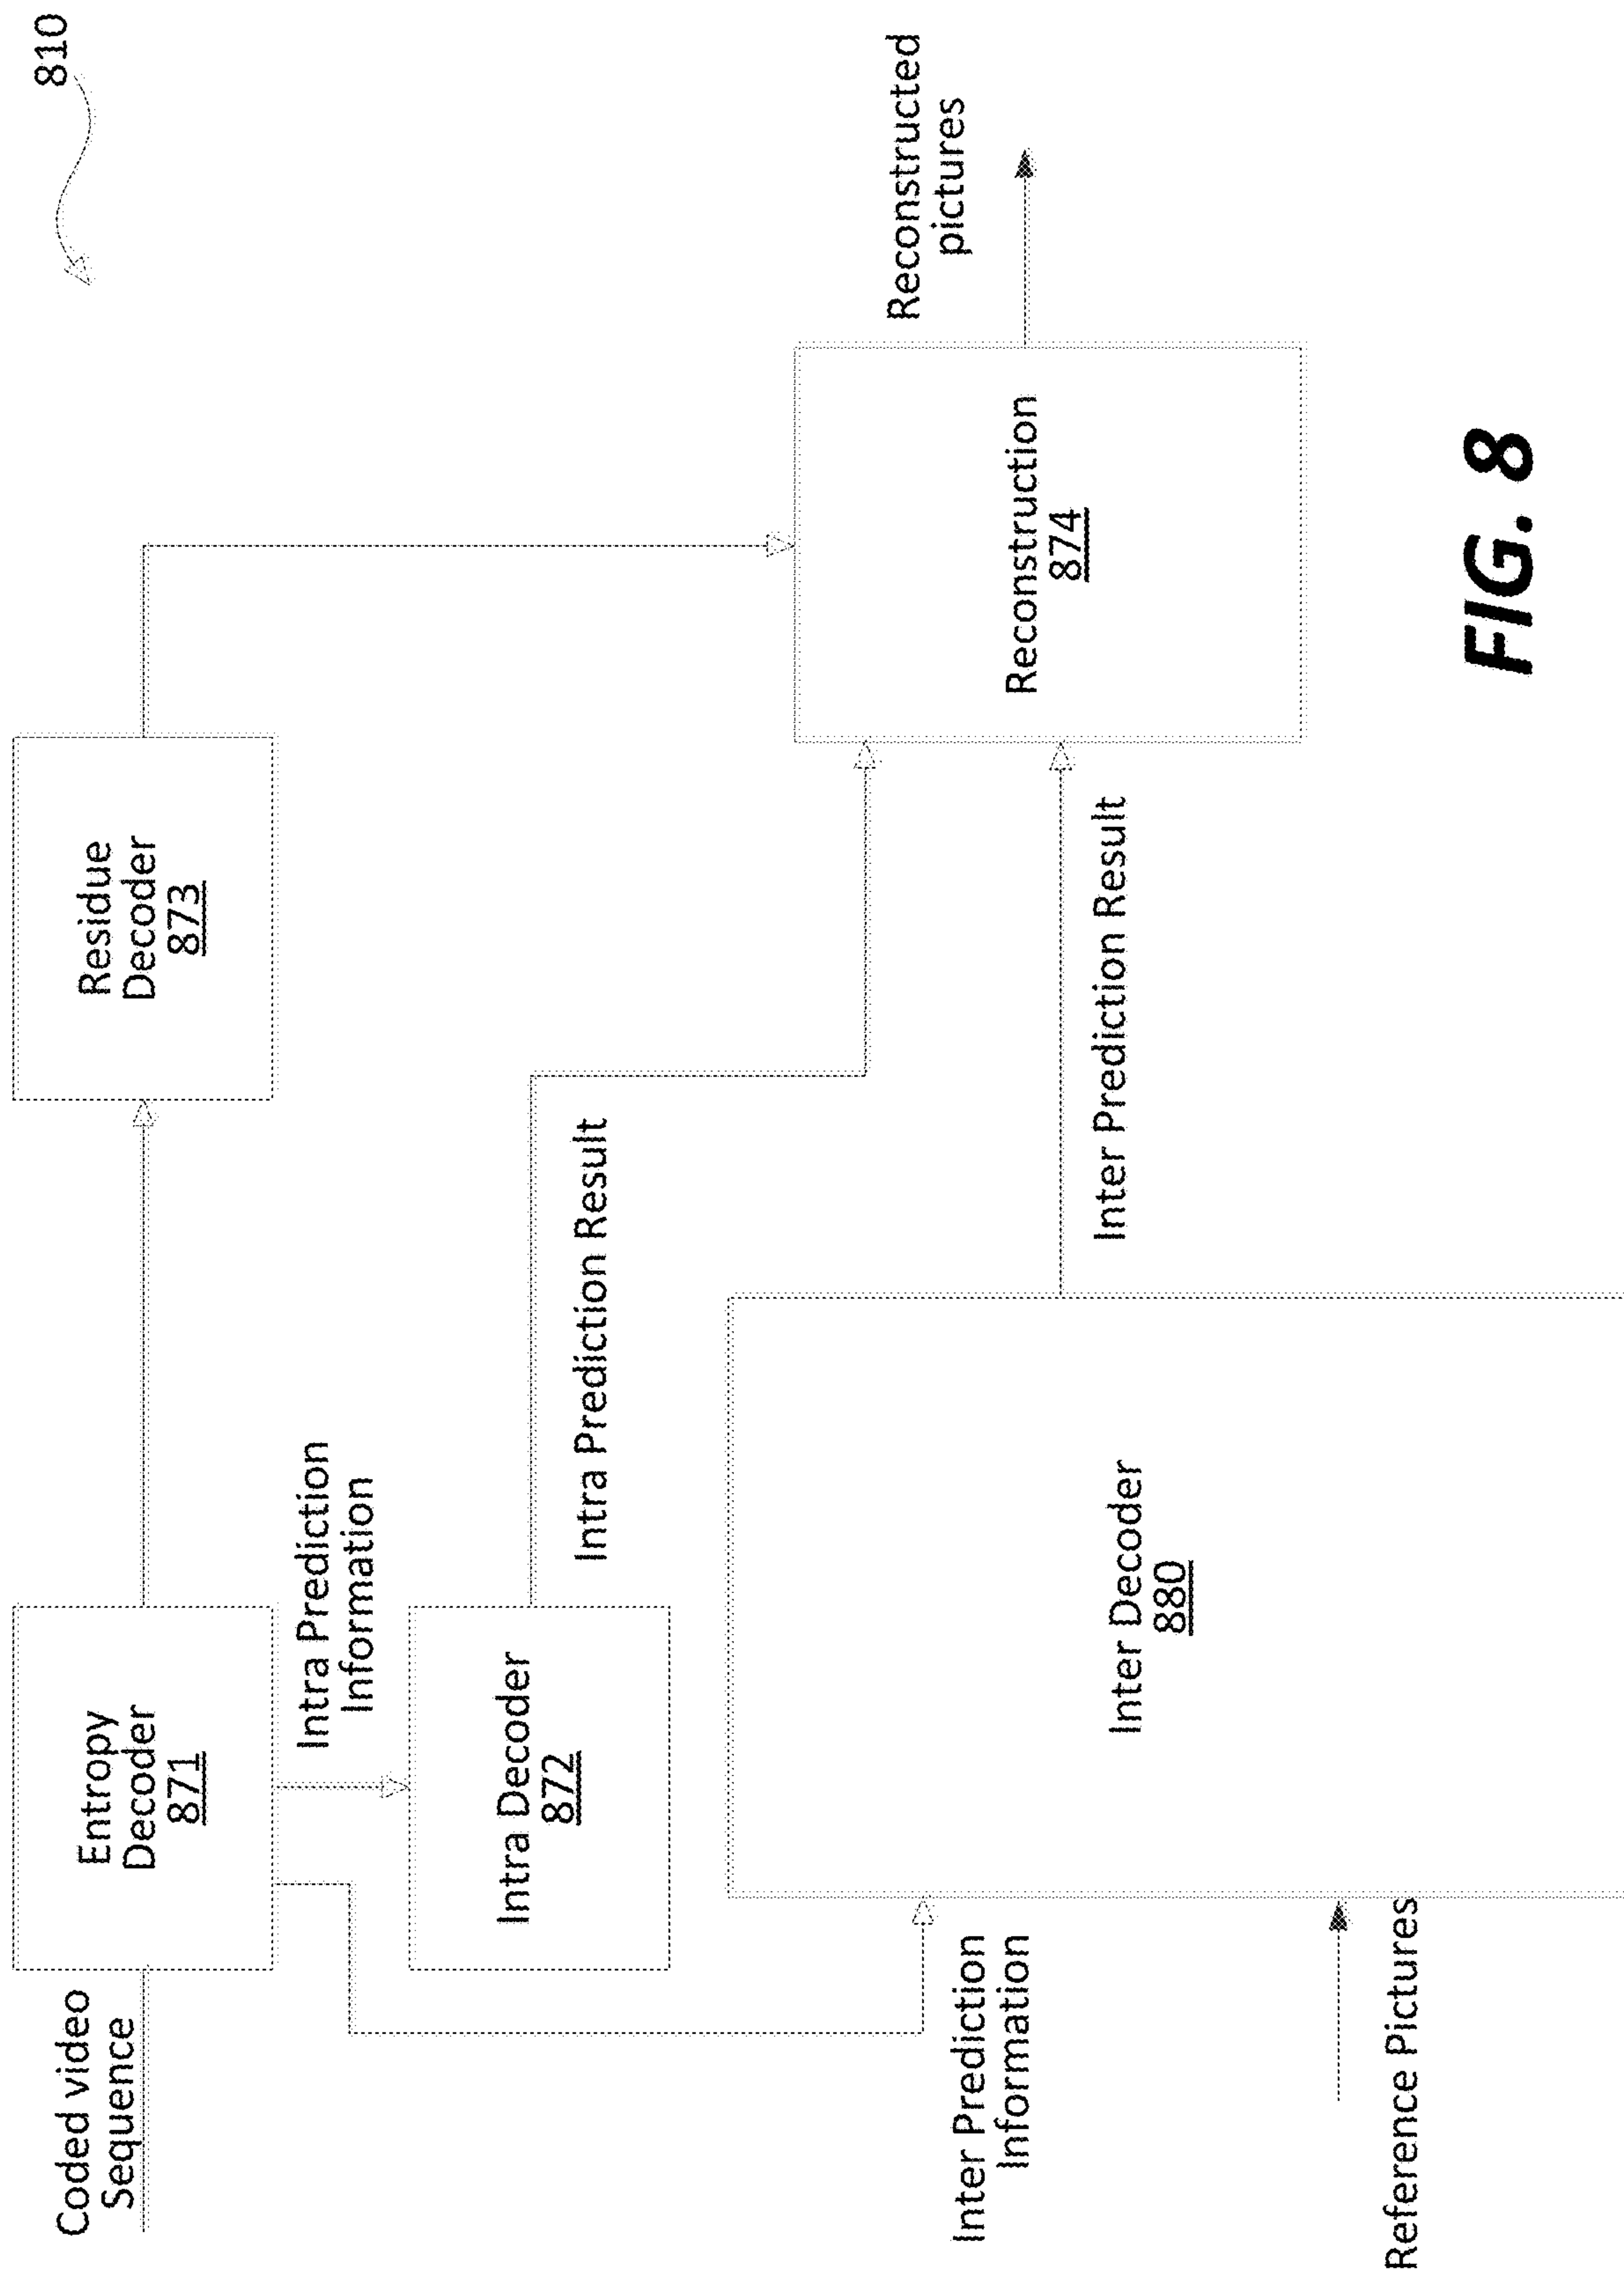 810
Coded video
Sequence
Entropy
Decoder
871
Residue
Decoder
873
Intra Prediction
Information
Intra Decoder
872
Intra Prediction Result
Reconstructed
pictures
Reconstruction
874
Inter Prediction
Information
Inter Decoder
880
Inter Prediction Result
Reference Pictures
FIG. 8